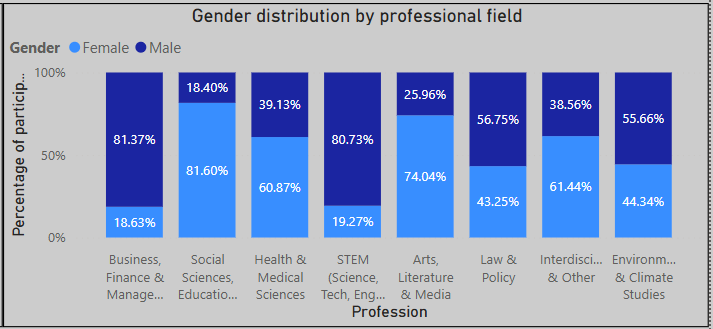 Gender distribution by professional field
Gender Female Male
Percentage of particip...
100%
50%
0%
81.37%
18.63%
18.40%
81.60%
39.13%
60.87%
80.73%
19.27%
25.96%
74.04%
56.75%
43.25%
38.56%
61.44%
55.66%
44.34%
Business,
Finance &
Manage...
Social
Sciences,
Educatio...
Health &
Medical
Sciences
STEM
(Science,
Tech, Eng...
Arts,
Literature
& Media
Law &
Policy
Interdisci...
& Other
Environm...
& Climate
Studies
Profession